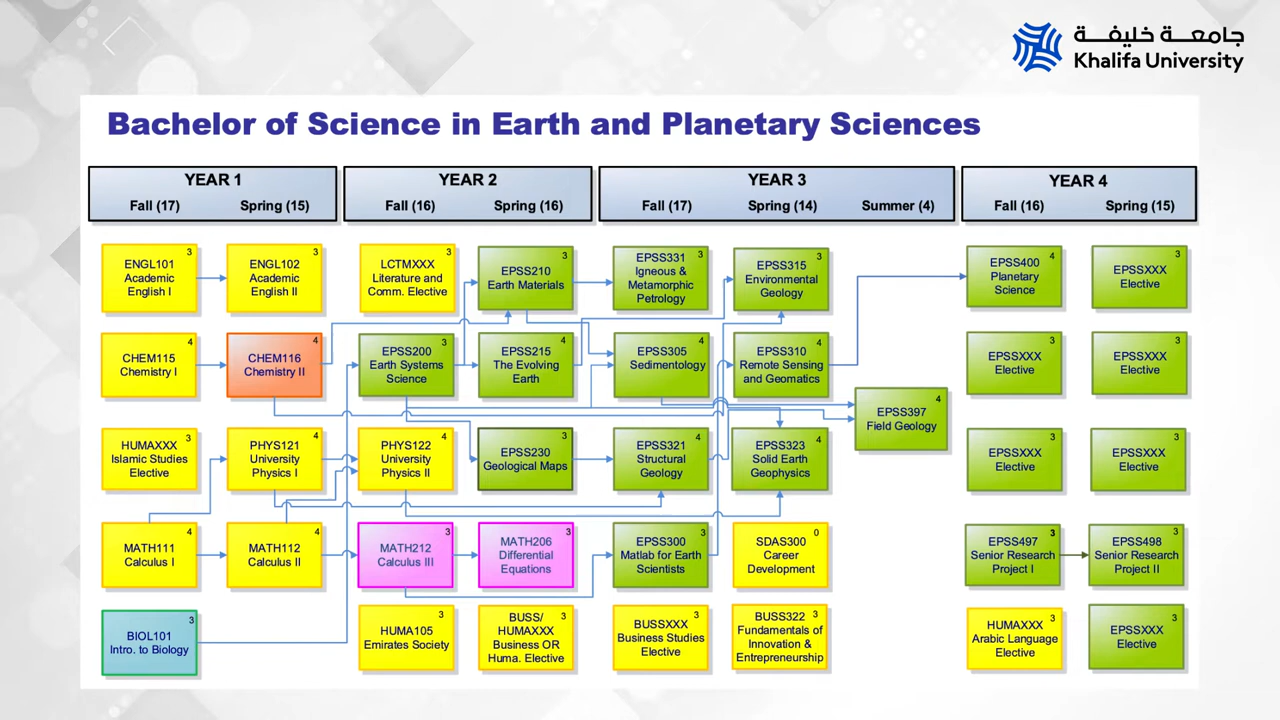 جامعـة خليفـة
Khalifa University
Bachelor of Science in Earth and Planetary Sciences
YEAR 1
Fall (17)
Spring (15)
YEAR 2
Fall (16)
Spring (16)
YEAR 3
Fall (17)
Spring (14)
Summer (4)
YEAR 4
Fall (16)
Spring (15)
3
ENGL101
Academic
English I
3
ENGL102
Academic
English II
3
LCTMXXX
Literature and
Comm. Elective
3
EPSS210
Earth Materials
3
EPSS331
Igneous &
Metamorphic
Petrology
3
EPSS315
Environmental
Geology
4
EPSS400
Planetary
Science
3
EPSSXXX
Elective
4
CHEM115
Chemistry I
4
CHEM116
Chemistry II
3
EPSS200
Earth Systems
Science
4
EPSS215
The Evolving
Earth
4
EPSS305
Sedimentology
4
EPSS310
Remote Sensing
and Geomatics
4
EPSS397
Field Geology
3
EPSSXXX
Elective
3
EPSSXXX
Elective
3
HUMAXXX
Islamic Studies
Elective
4
PHYS121
University
Physics I
4
PHYS122
University
Physics II
3
EPSS230
Geological Maps
4
EPSS321
Structural
Geology
4
EPSS323
Solid Earth
Geophysics
3
EPSSXXX
Elective
3
EPSSXXX
Elective
4
MATH111
Calculus I
4
MATH112
Calculus II
3
MATH212
Calculus III
3
MATH206
Differential
Equations
3
EPSS300
Matlab for Earth
Scientists
0
SDAS300
Career
Development
3
EPSS497
Senior Research
Project I
3
EPSS498
Senior Research
Project II
3
BIOL101
Intro. to Biology
3
HUMA105
Emirates Society
3
BUSS/
HUMAXXX
Business OR
Huma. Elective
3
BUSSXXX
Business Studies
Elective
3
BUSS322
Fundamentals of
Innovation &
Entrepreneurship
3
HUMAXXX
Arabic Language
Elective
3
EPSSXXX
Elective